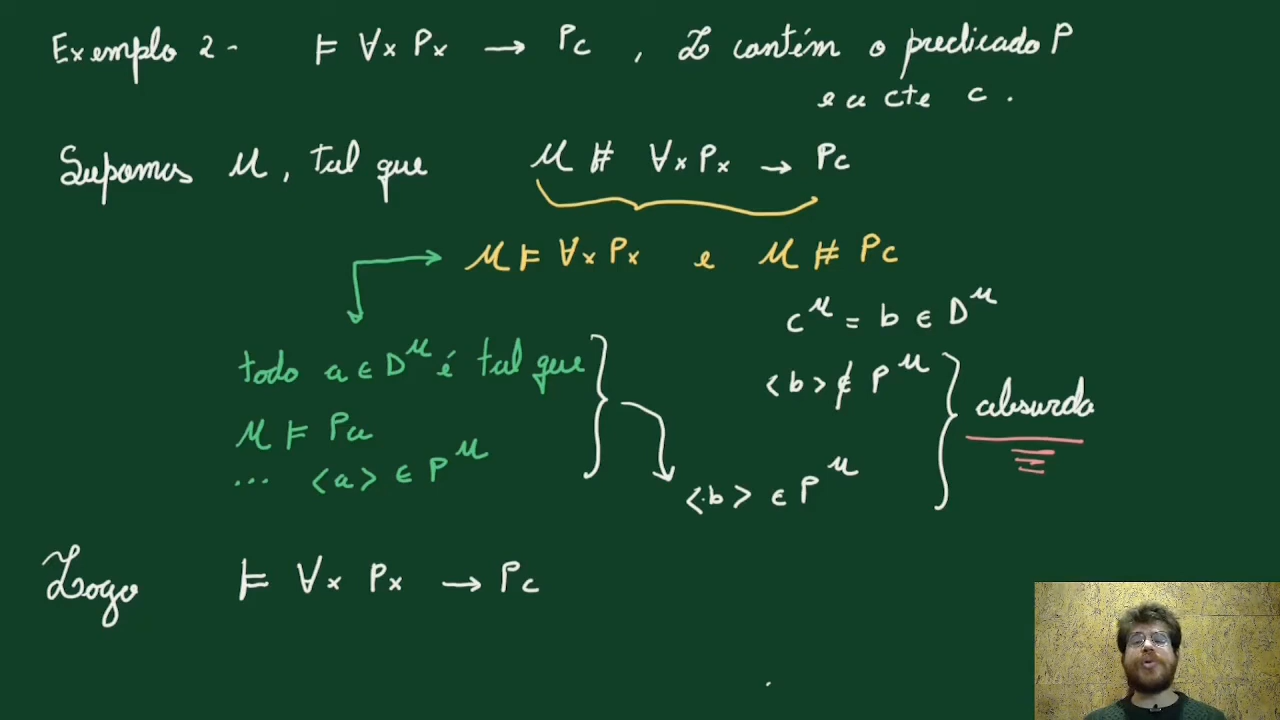 Exemplo 2- ⊨ ∀x Px → Pc , L contém o predicado P
e a cte c .
Supomos M, tal que M ⊭ ∀x Px → Pc
M ⊨ ∀x Px e M ⊭ Pc
c^M = b ∈ D^M
todo a ∈ D^M é tal que
<b> ∉ P^M
absurdo
M ⊨ Pa
... <a> ∈ P^M
<b> ∈ P^M
Logo ⊨ ∀x Px → Pc